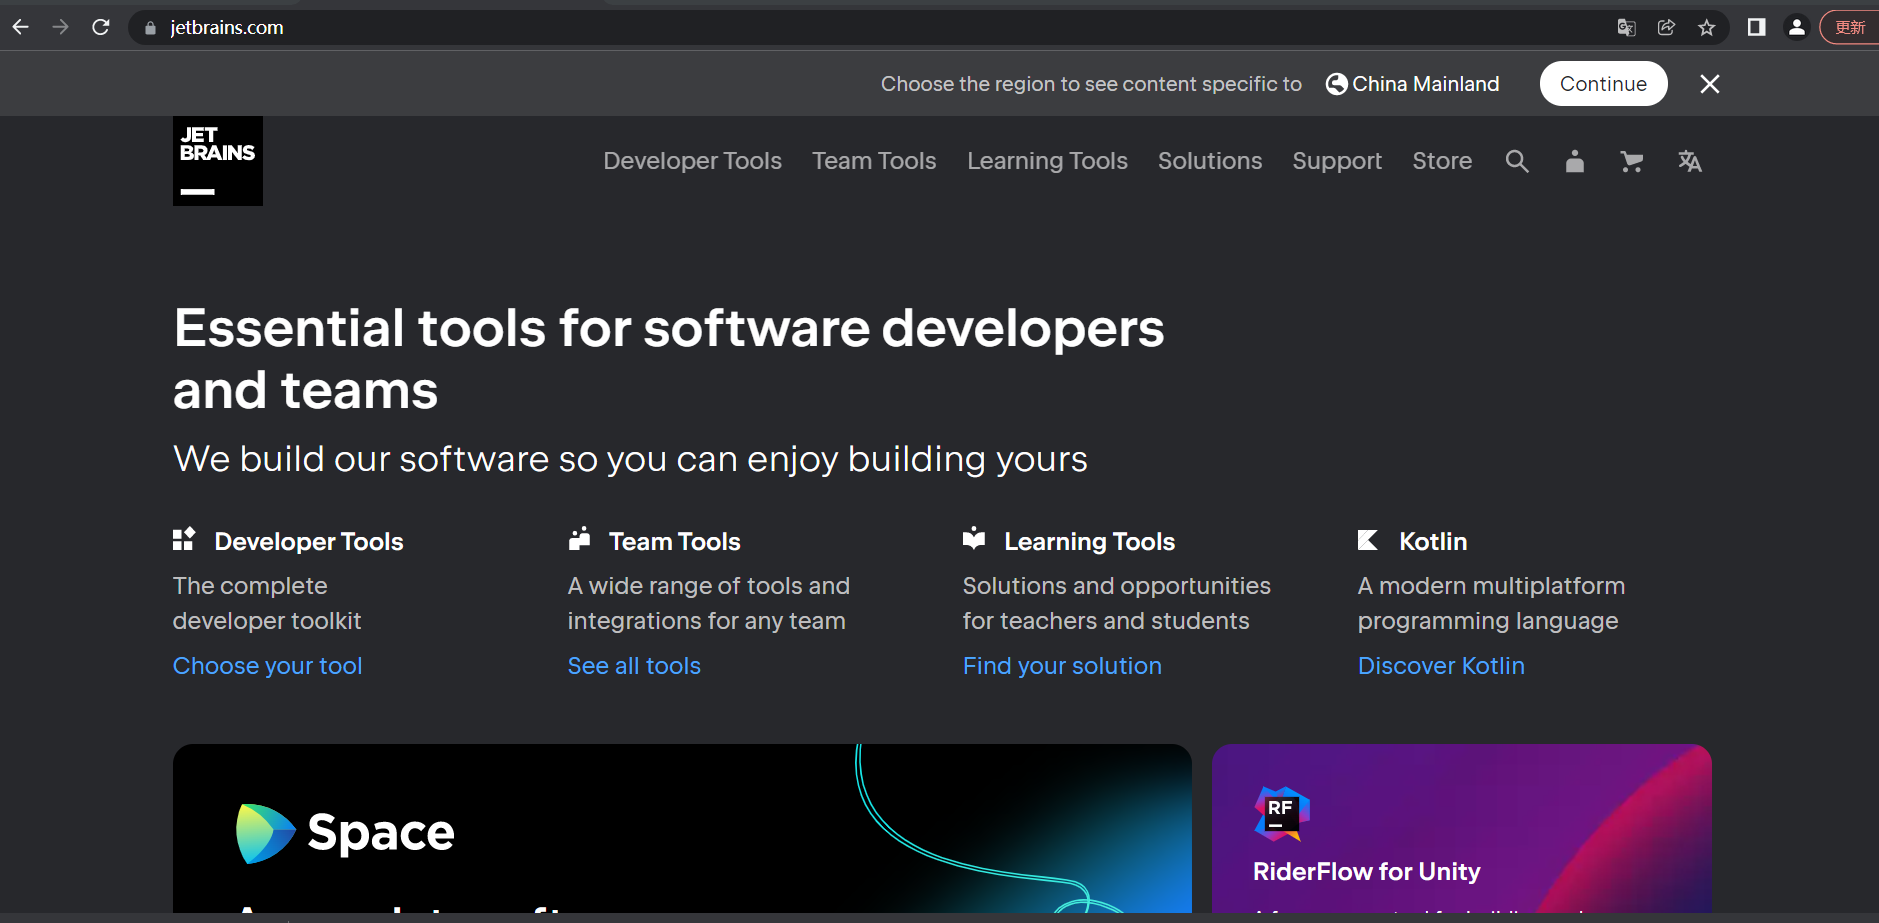 jetbrains.com
更新
Choose the region to see content specific to China Mainland Continue
JET
BRAINS
Developer Tools Team Tools Learning Tools Solutions Support Store
Essential tools for software developers
and teams
We build our software so you can enjoy building yours
Developer Tools
The complete
developer toolkit
Choose your tool
Team Tools
A wide range of tools and
integrations for any team
See all tools
Learning Tools
Solutions and opportunities
for teachers and students
Find your solution
Kotlin
A modern multiplatform
programming language
Discover Kotlin
Space
RF
RiderFlow for Unity